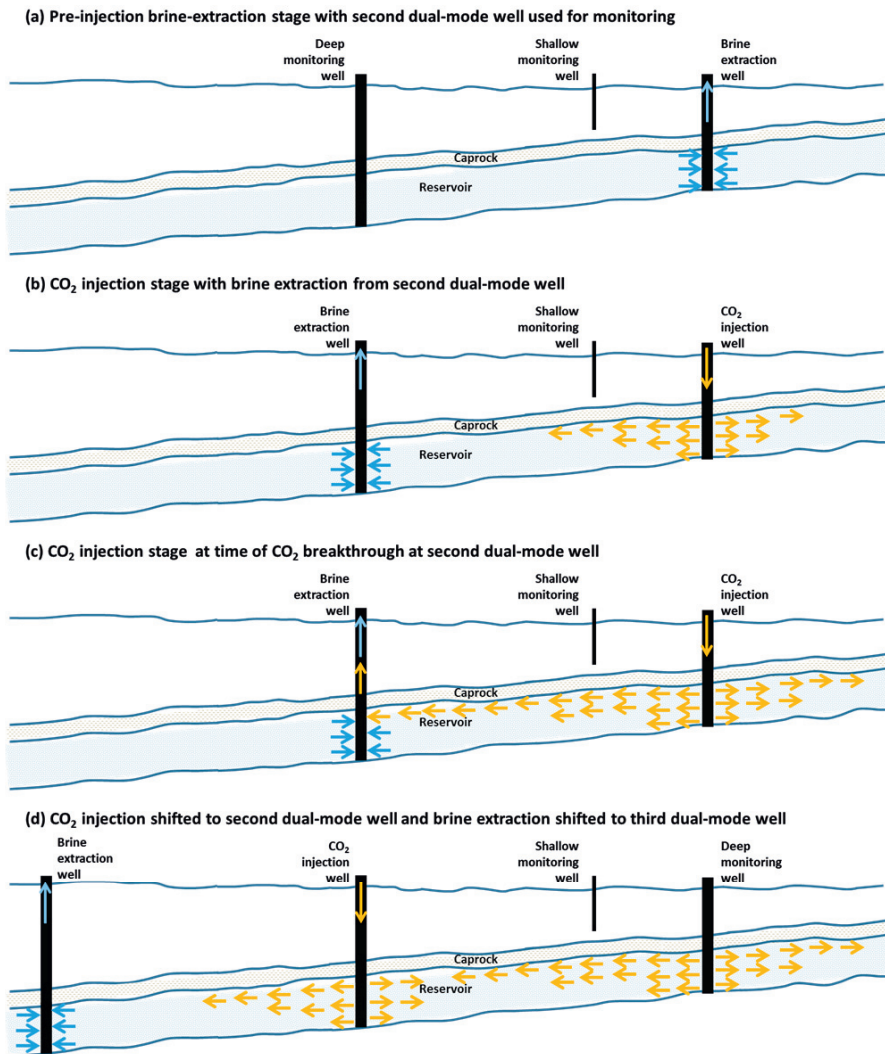 (a) Pre-injection brine-extraction stage with second dual-mode well used for monitoring
Deep
monitoring
well
Shallow
monitoring
well
Brine
extraction
well
Caprock
Reservoir
(b) CO₂ injection stage with brine extraction from second dual-mode well
Brine
extraction
well
Shallow
monitoring
well
CO₂
injection
well
Caprock
Reservoir
(c) CO₂ injection stage at time of CO₂ breakthrough at second dual-mode well
Brine
extraction
well
Shallow
monitoring
well
CO₂
injection
well
Caprock
Reservoir
(d) CO₂ injection shifted to second dual-mode well and brine extraction shifted to third dual-mode well
Brine
extraction
well
CO₂
injection
well
Shallow
monitoring
well
Deep
monitoring
well
Caprock
Reservoir